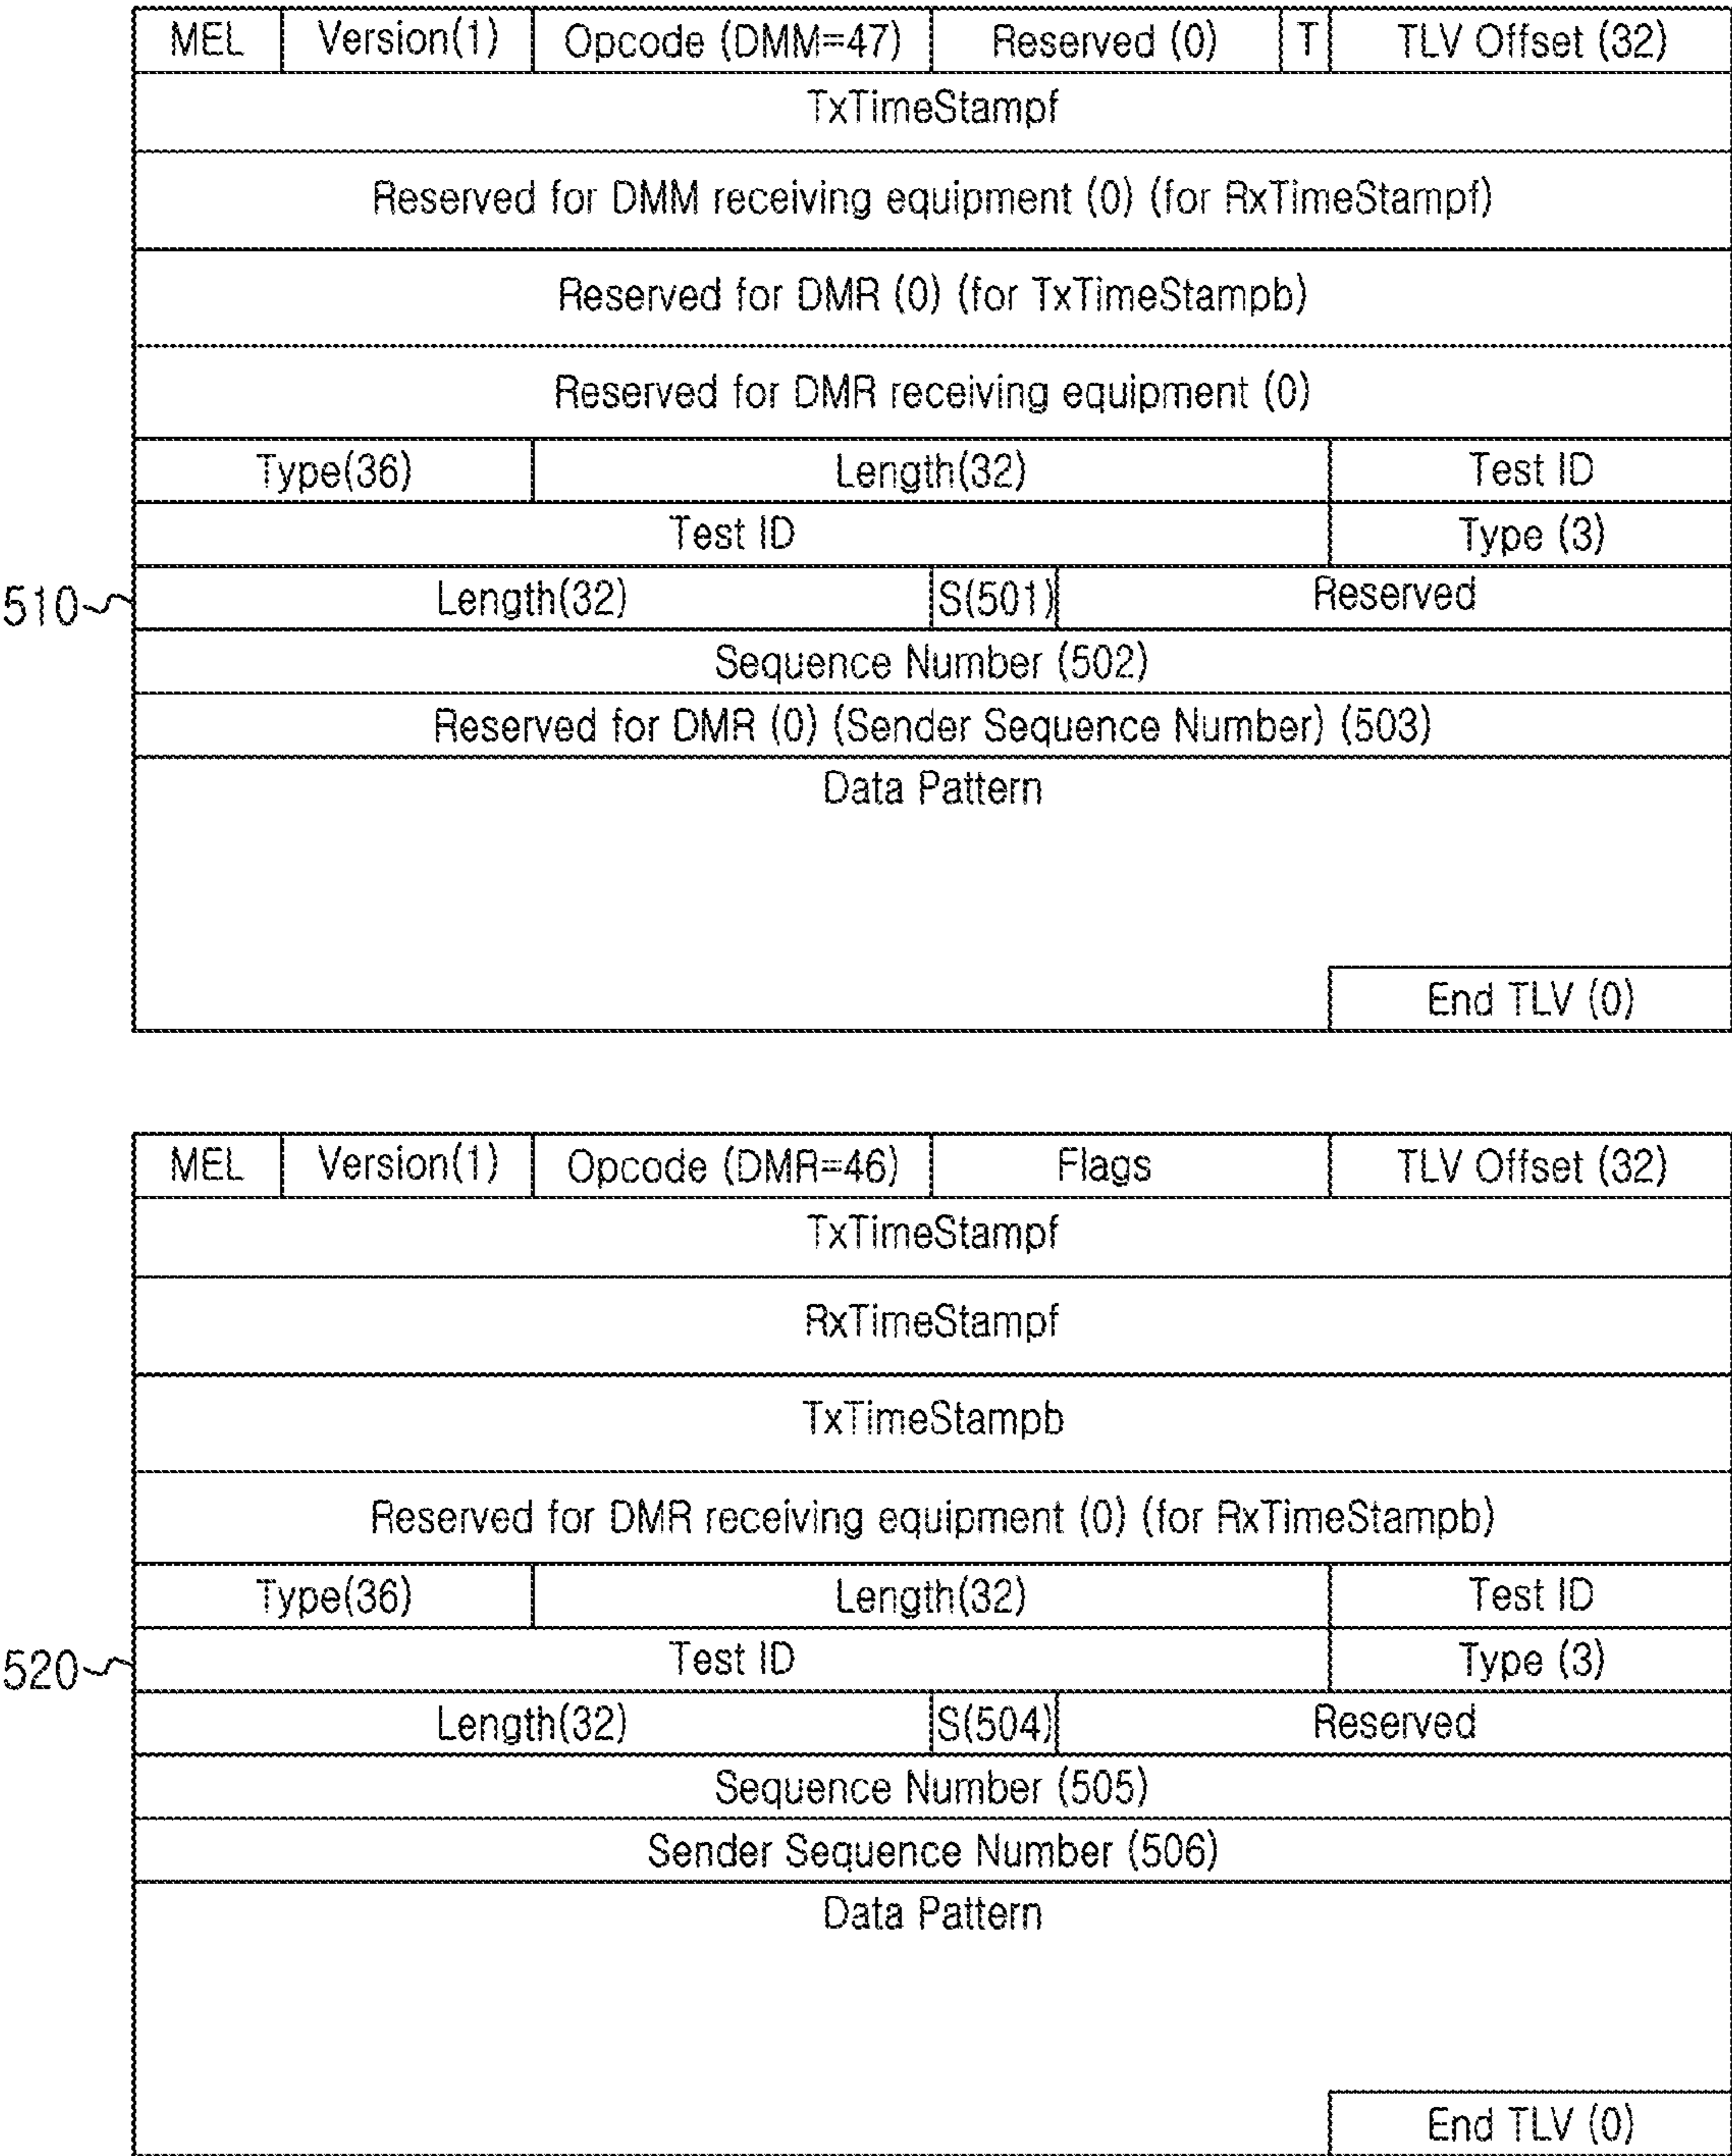 MEL Version(1) Opcode (DMM=47) Reserved (0) T TLV Offset (32)
TxTimeStampf
Reserved for DMM receiving equipment (0) (for RxTimeStampf)
Reserved for DMR (0) (for TxTimeStampb)
Reserved for DMR receiving equipment (0)
Type(36) Length(32) Test ID
Test ID Type (3)
510 Length(32) S(501) Reserved
Sequence Number (502)
Reserved for DMR (0) (Sender Sequence Number) (503)
Data Pattern
End TLV (0)
MEL Version(1) Opcode (DMR=46) Flags TLV Offset (32)
TxTimeStampf
RxTimeStampf
TxTimeStampb
Reserved for DMR receiving equipment (0) (for RxTimeStampb)
Type(36) Length(32) Test ID
520 Test ID Type (3)
Length(32) S(504) Reserved
Sequence Number (505)
Sender Sequence Number (506)
Data Pattern
End TLV (0)